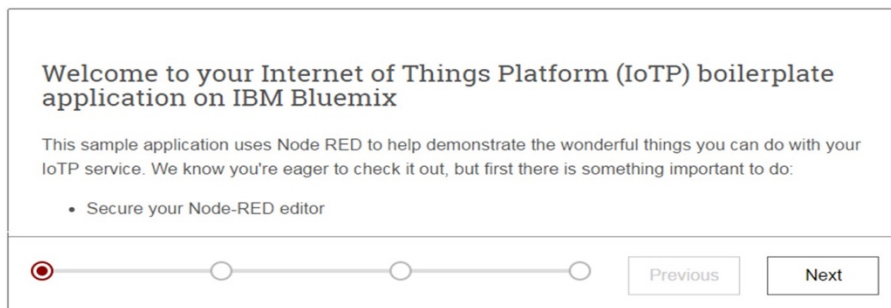 Welcome to your Internet of Things Platform (IoTP) boilerplate
application on IBM Bluemix
This sample application uses Node RED to help demonstrate the wonderful things you can do with your
IoTP service. We know you're eager to check it out, but first there is something important to do:
• Secure your Node-RED editor
Previous
Next